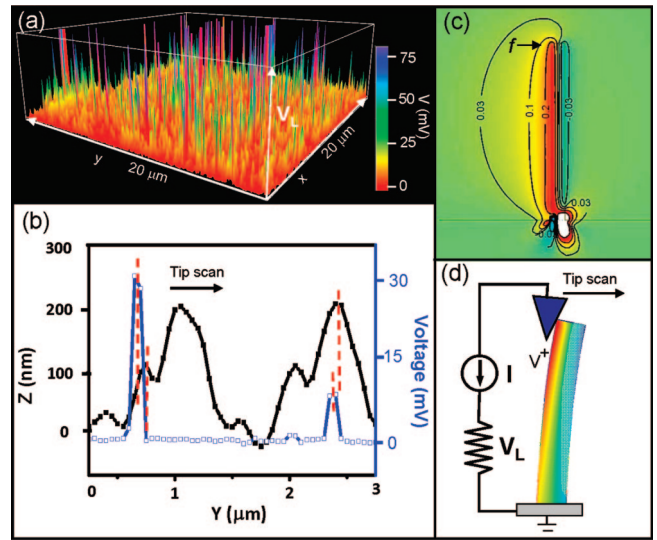 (a)
V_L
y
20 μm
x
20 μm
75
50
25
0
V (mV)
(b)
Tip scan
300
200
100
0
Z (nm)
30
15
0
Voltage (mV)
0
1
2
3
Y (μm)
(c)
f
0.03
0.1
0.2
-0.03
0.03
(d)
Tip scan
V⁺
I
V_L